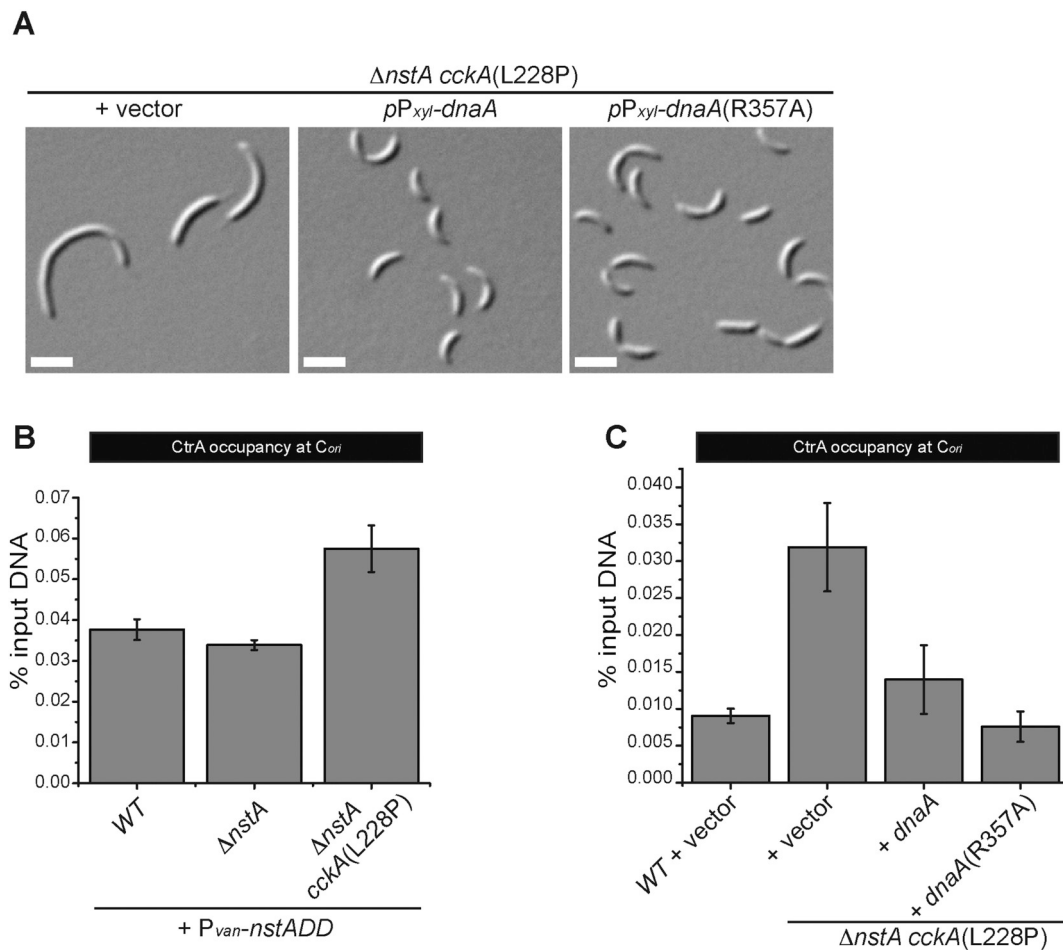 A
ΔnstA cckA(L228P)
+ vector
pPxyl-dnaA
pPxyl-dnaA(R357A)
B
CtrA occupancy at Cori
% input DNA
0.07
0.06
0.05
0.04
0.03
0.02
0.01
0.00
WT
ΔnstA
ΔnstA
cckA(L228P)
+ Pvan-nstADD
C
CtrA occupancy at Cori
% input DNA
0.040
0.035
0.030
0.025
0.020
0.015
0.010
0.005
0.000
WT + vector
+ vector
+ dnaA
+ dnaA(R357A)
ΔnstA cckA(L228P)